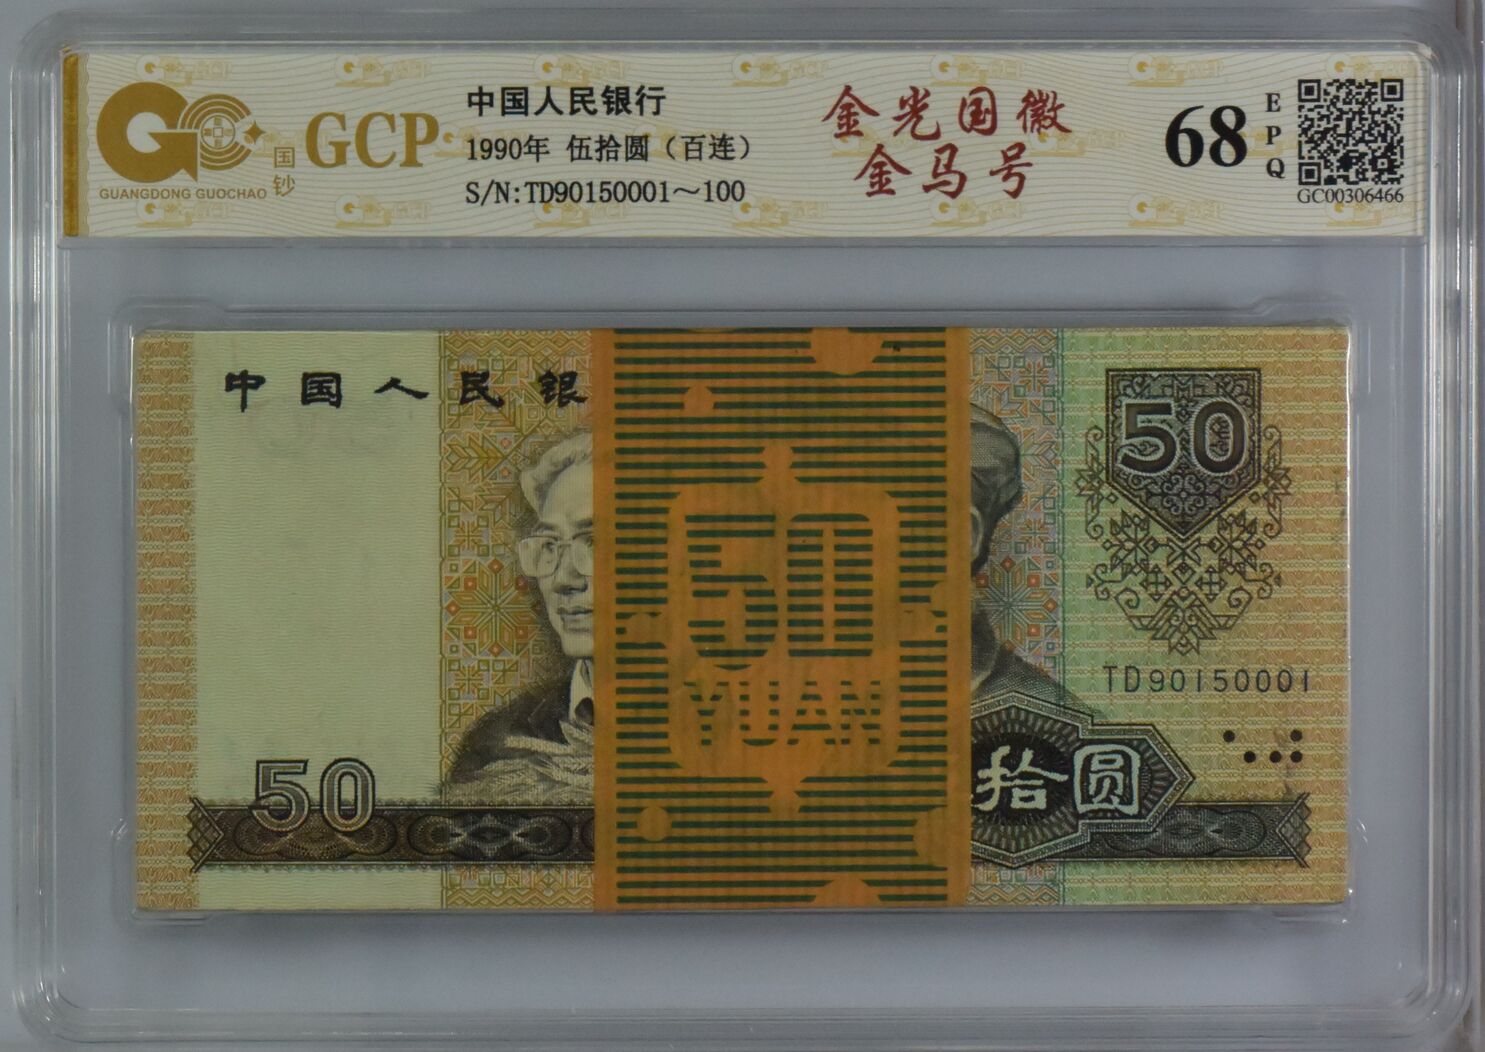 GCP
国钞
GUANGDONG GUOCHAO
中国人民银行
1990年 伍拾圆（百连）
S/N:TD90150001～100
金光国徽
金马号
68
EPQ
GC00306466
中国人民银
50
50
YUAN
TD90150001
50
拾圆